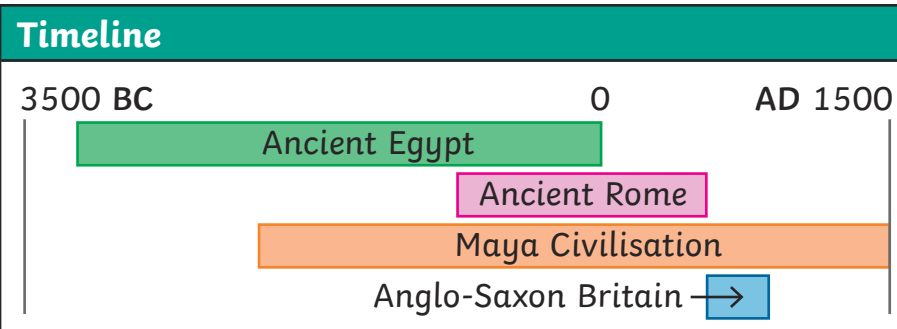 Timeline
3500 BC 0 AD 1500
Ancient Egypt
Ancient Rome
Maya Civilisation
Anglo-Saxon Britain